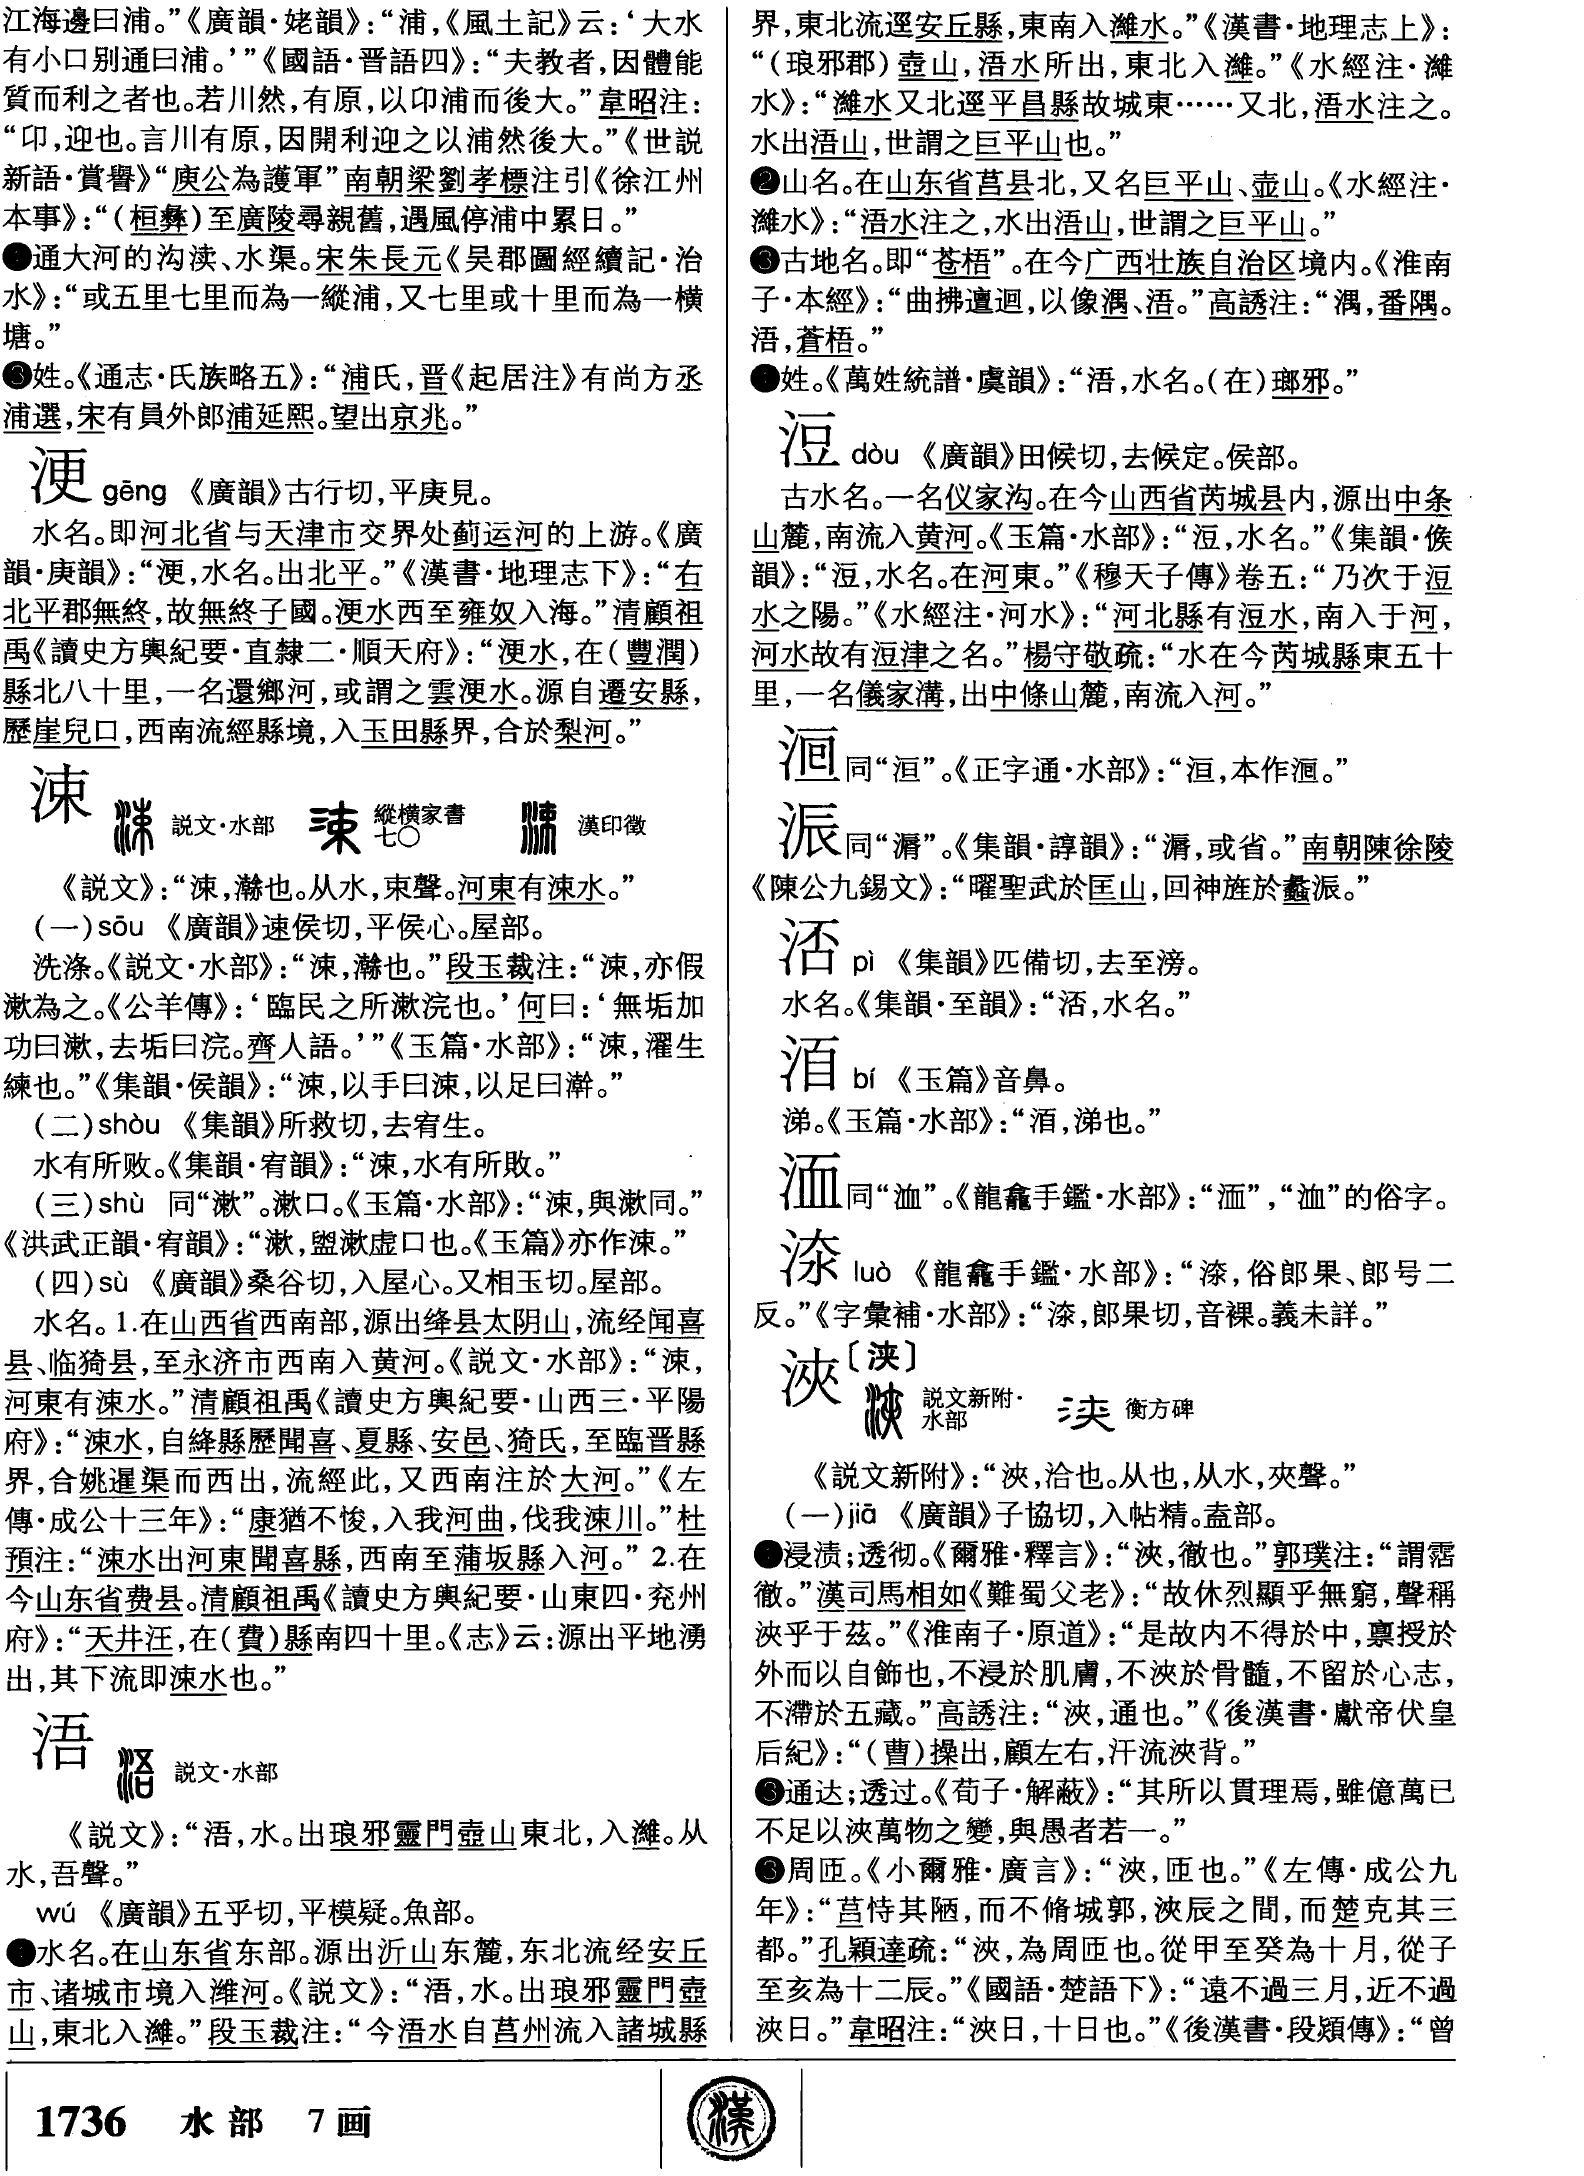 江海邊曰浦。”《廣韻·姥韻》：“浦，《風土記》云：‘大水
有小口别通曰浦。’”《國語·晋語四》：“夫教者，因體能
質而利之者也。若川然，有原，以卬浦而後大。”韋昭注：
“卬，迎也。言川有原，因開利迎之以浦然後大。”《世説
新語·賞譽》“庾公為護軍”南朝梁劉孝標注引《徐江州
本事》：“（桓彝）至廣陵尋親舊，遇風停浦中累日。”
通大河的沟渎、水渠。宋朱長元《吴郡圖經續記·治
水》：“或五里七里而為一縱浦，又七里或十里而為一横
塘。”
❸姓。《通志·氏族略五》：“浦氏，晋《起居注》有尚方丞
浦選，宋有員外郎浦延熙。望出京兆。”
浭 gēng 《廣韻》古行切，平庚見。
水名。即河北省与天津市交界处蓟运河的上游。《廣
韻·庚韻》：“浭，水名。出北平。”《漢書·地理志下》：“右
北平郡無終，故無終子國。浭水西至雍奴入海。”清顧祖
禹《讀史方輿紀要·直隸二·順天府》：“浭水，在（豐潤）
縣北八十里，一名還鄉河，或謂之雲浭水。源自遷安縣，
歷崖兒口，西南流經縣境，入玉田縣界，合於梨河。”
涑 説文·水部 縱横家書七〇 漢印徵
《説文》：“涑，瀚也。从水，束聲。河東有涑水。”
（一）sōu 《廣韻》速侯切，平侯心。屋部。
洗涤。《説文·水部》：“涑，瀚也。”段玉裁注：“涑，亦假
漱為之。《公羊傳》：‘臨民之所漱浣也。’何曰：‘無垢加
功曰漱，去垢曰浣。齊人語。’”《玉篇·水部》：“涑，濯生
練也。”《集韻·侯韻》：“涑，以手曰涑，以足曰澣。”
（二）shòu 《集韻》所救切，去宥生。
水有所败。《集韻·宥韻》：“涑，水有所敗。”
（三）shù 同“漱”。漱口。《玉篇·水部》：“涑，與漱同。”
《洪武正韻·宥韻》：“漱，盥漱虚口也。《玉篇》亦作涑。”
（四）sù 《廣韻》桑谷切，入屋心。又相玉切。屋部。
水名。1.在山西省西南部，源出绛县太阴山，流经闻喜
县、临猗县，至永济市西南入黄河。《説文·水部》：“涑，
河東有涑水。”清顧祖禹《讀史方輿紀要·山西三·平陽
府》：“涑水，自絳縣歷聞喜、夏縣、安邑、猗氏，至臨晋縣
界，合姚暹渠而西出，流經此，又西南注於大河。”《左
傳·成公十三年》：“康猶不悛，入我河曲，伐我涑川。”杜
預注：“涑水出河東聞喜縣，西南至蒲坂縣入河。” 2.在
今山东省费县。清顧祖禹《讀史方輿紀要·山東四·兖州
府》：“天井汪，在（費）縣南四十里。《志》云：源出平地湧
出，其下流即涑水也。”
浯 説文·水部
《説文》：“浯，水。出琅邪靈門壺山東北，入濰。从
水，吾聲。”
wú 《廣韻》五乎切，平模疑。魚部。
水名。在山东省东部。源出沂山东麓，东北流经安丘
市、诸城市境入潍河。《説文》：“浯，水。出琅邪靈門壺
山，東北入濰。”段玉裁注：“今浯水自莒州流入諸城縣
界，東北流逕安丘縣，東南入濰水。”《漢書·地理志上》：
“（琅邪郡）壺山，浯水所出，東北入濰。”《水經注·濰
水》：“濰水又北逕平昌縣故城東……又北，浯水注之。
水出浯山，世謂之巨平山也。”
❷山名。在山东省莒县北，又名巨平山、壶山。《水經注·
濰水》：“浯水注之，水出浯山，世謂之巨平山。”
❸古地名。即“苍梧”。在今广西壮族自治区境内。《淮南
子·本經》：“曲拂邅迴，以像湡、浯。”高誘注：“湡，番隅。
浯，蒼梧。”
姓。《萬姓統譜·虞韻》：“浯，水名。（在）瑯邪。”
浢 dòu 《廣韻》田候切，去候定。侯部。
古水名。一名仪家沟。在今山西省芮城县内，源出中条
山麓，南流入黄河。《玉篇·水部》：“浢，水名。”《集韻·候
韻》：“浢，水名。在河東。”《穆天子傳》卷五：“乃次于浢
水之陽。”《水經注·河水》：“河北縣有浢水，南入于河，
河水故有浢津之名。”楊守敬疏：“水在今芮城縣東五十
里，一名儀家溝，出中條山麓，南流入河。”
洍同“洹”。《正字通·水部》：“洹，本作。”
浱同“漘”。《集韻·諄韻》：“漘，或省。”南朝陳徐陵
《陳公九錫文》：“曜聖武於匡山，回神旌於蠡浱。”
㳪 pì 《集韻》匹備切，去至滂。
水名。《集韻·至韻》：“，水名。”
洦 bí 《玉篇》音鼻。
涕。《玉篇·水部》：“，涕也。”
洫同“洫”。《龍龕手鑑·水部》：“”，“洫”的俗字。
luò 《龍龕手鑑·水部》：“，俗郎果、郎号二
反。”《字彙補·水部》：“，郎果切，音裸。義未詳。”
浹〔浃〕 説文新附·水部 衡方碑
《説文新附》：“浹，洽也。从也，从水，夾聲。”
（一）jiā 《廣韻》子協切，入帖精。盍部。
浸渍；透彻。《爾雅·釋言》：“浹，徹也。”郭璞注：“謂霑
徹。”漢司馬相如《難蜀父老》：“故休烈顯乎無窮，聲稱
浹乎于茲。”《淮南子·原道》：“是故内不得於中，禀授於
外而以自飾也，不浸於肌膚，不浹於骨髓，不留於心志，
不滯於五藏。”高誘注：“浹，通也。”《後漢書·獻帝伏皇
后紀》：“（曹）操出，顧左右，汗流浹背。”
❸通达；透过。《荀子·解蔽》：“其所以貫理焉，雖億萬已
不足以浹萬物之變，與愚者若一。”
❸周匝。《小爾雅·廣言》：“浹，匝也。”《左傳·成公九
年》：“莒恃其陋，而不脩城郭，浹辰之間，而楚克其三
都。”孔穎達疏：“浹，為周匝也。從甲至癸為十月，從子
至亥為十二辰。”《國語·楚語下》：“遠不過三月，近不過
浹日。”韋昭注：“浹日，十日也。”《後漢書·段熲傳》：“曾
1736 水部 7画
漢